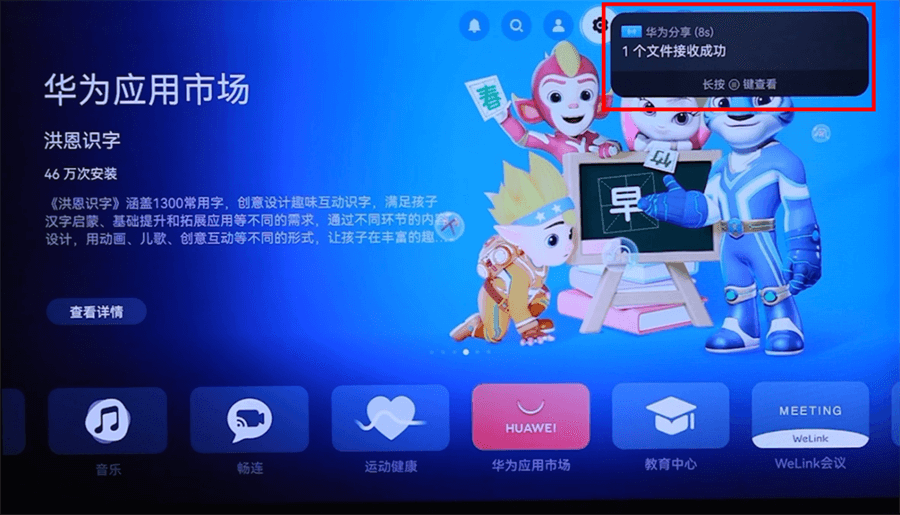 华为分享 (8s)
1 个文件接收成功
长按 键查看
华为应用市场
洪恩识字
46 万次安装
《洪恩识字》涵盖1300常用字，创意设计趣味互动识字，满足孩子
汉字启蒙、基础提升和拓展应用等不同的需求，通过不同环节的内容
设计，用动画、儿歌、创意互动等不同的形式，让孩子在丰富的趣...
查看详情
春
竹
早
HUAWEI
MEETING
WeLink
音乐
畅连
运动健康
华为应用市场
教育中心
WeLink会议